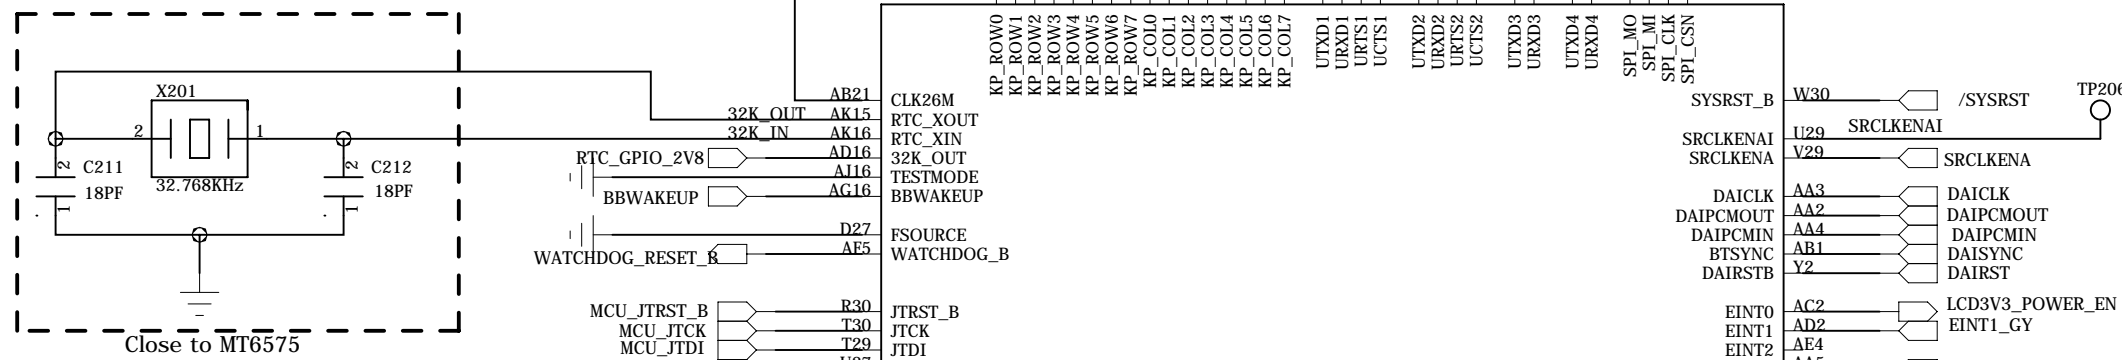 KP_ROW0
KP_ROW1
KP_ROW2
KP_ROW3
KP_ROW4
KP_ROW5
KP_ROW6
KP_ROW7
KP_COL0
KP_COL1
KP_COL2
KP_COL3
KP_COL4
KP_COL5
KP_COL6
KP_COL7
UTXD1
URXD1
URTS1
UCTS1
UTXD2
URXD2
URTS2
UCTS2
UTXD3
URXD3
UTXD4
URXD4
SPI_MO
SPI_MI
SPI_CLK
SPI_CSN
X201
2
1
32.768KHz
2
C211
18PF
1
2
C212
18PF
1
Close to MT6575
AB21 CLK26M
32K_OUT AK15 RTC_XOUT
32K_IN AK16 RTC_XIN
RTC_GPIO_2V8 AD16 32K_OUT
AJ16 TESTMODE
BBWAKEUP AG16 BBWAKEUP
D27 FSOURCE
WATCHDOG_RESET_B AF5 WATCHDOG_B
MCU_JTRST_B R30 JTRST_B
MCU_JTCK T30 JTCK
MCU_JTDI T29 JTDI
SYSRST_B W30 /SYSRST
TP206
SRCLKENAI U29 SRCLKENAI
SRCLKENA V29 SRCLKENA
DAICLK AA3 DAICLK
DAIPCMOUT AA2 DAIPCMOUT
DAIPCMIN AA4 DAIPCMIN
BTSYNC AB1 DAISYNC
DAIRSTB Y2 DAIRST
EINT0 AC2 LCD3V3_POWER_EN
EINT1 AD2 EINT1_GY
EINT2 AE4